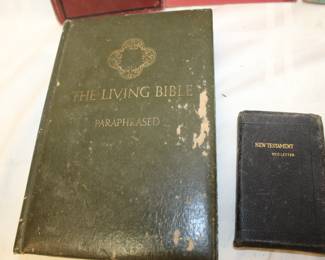 THE LIVING BIBLE
PARAPHRASED
NEW TESTAMENT
RED LETTER